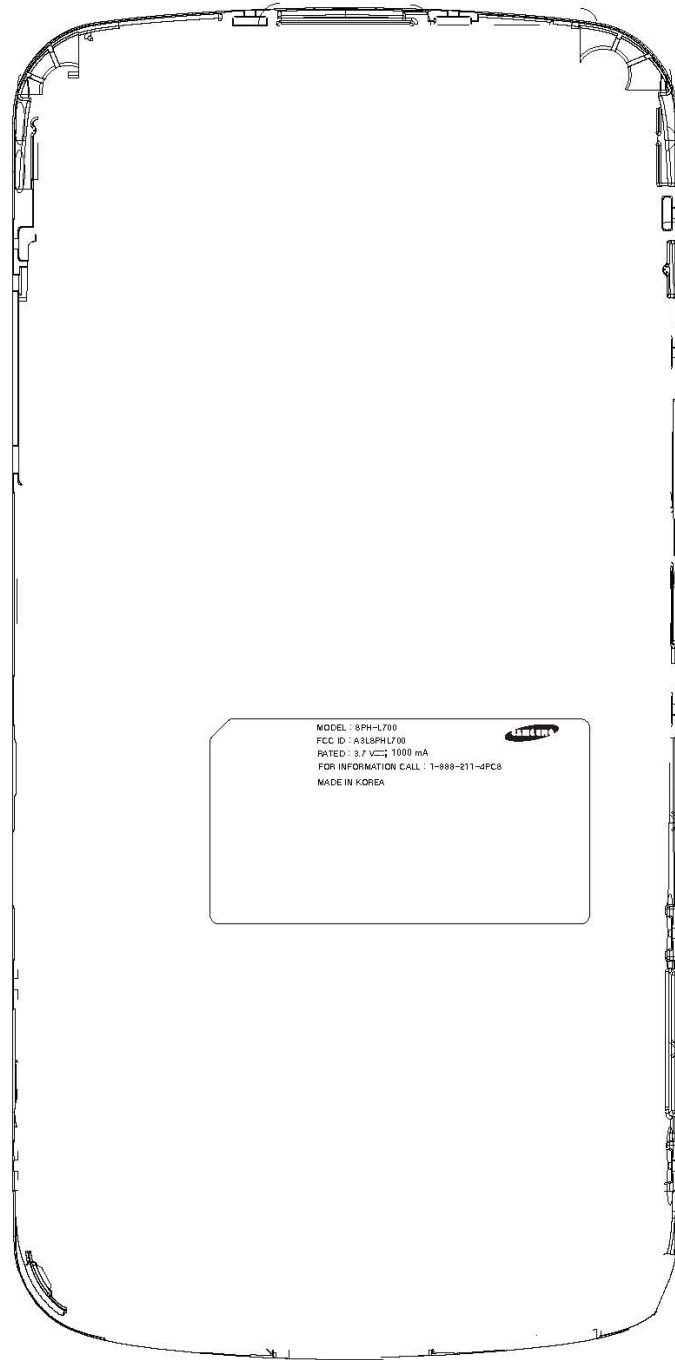 SAMSUNG
MODEL : SPH-L700
FCC ID : A3LSPHL700
RATED : 3.7 V⎓; 1000 mA
FOR INFORMATION CALL : 1-888-211-4PCS
MADE IN KOREA